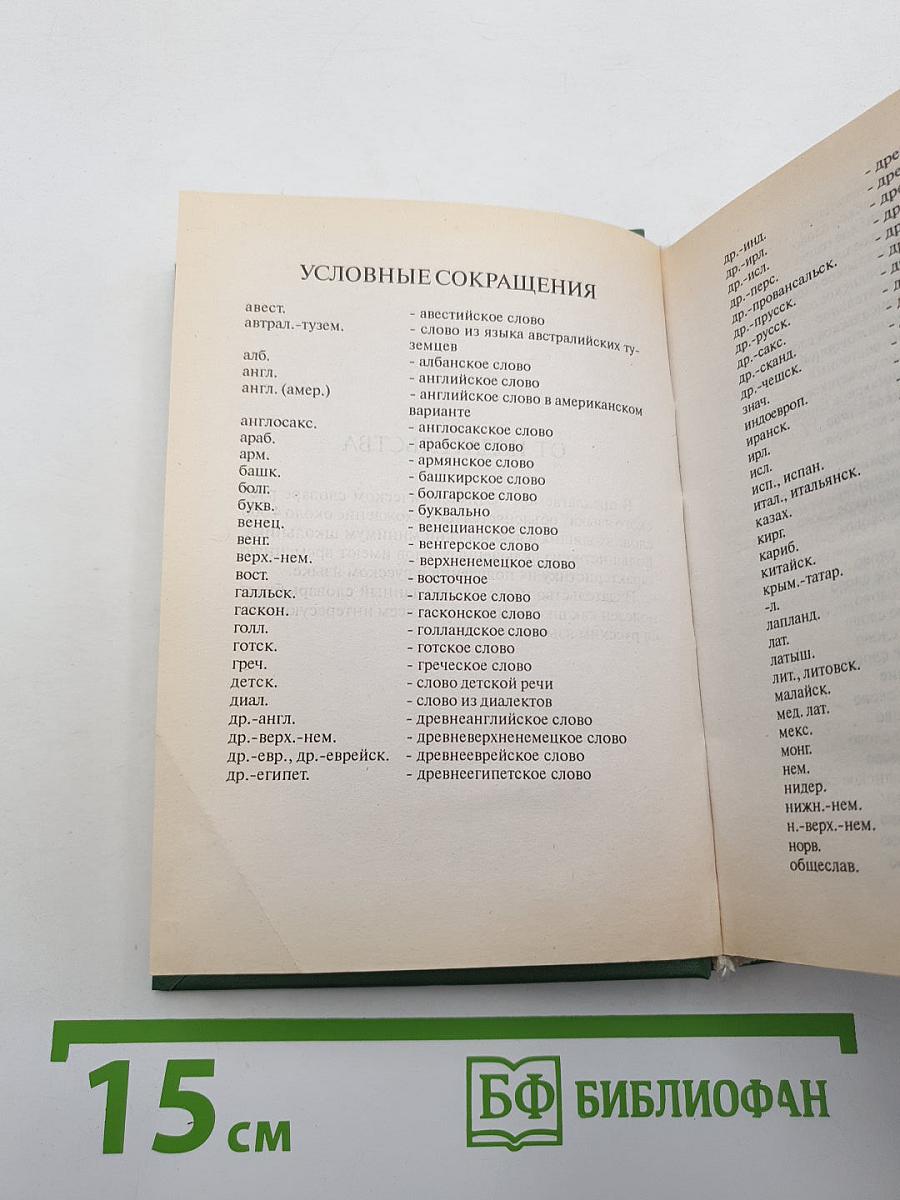 УСЛОВНЫЕ СОКРАЩЕНИЯ
авест. - авестийское слово
автрал.-тузем. - слово из языка австралийских ту-
земцев
алб. - албанское слово
англ. - английское слово
англ. (амер.) - английское слово в американском
варианте
англосакс. - англосакское слово
араб. - арабское слово
арм. - армянское слово
башк. - башкирское слово
болг. - болгарское слово
букв. - буквально
венец. - венецианское слово
венг. - венгерское слово
верх.-нем. - верхненемецкое слово
вост. - восточное
галльск. - галльское слово
гаскон. - гасконское слово
голл. - голландское слово
готск. - готское слово
греч. - греческое слово
детск. - слово детской речи
диал. - слово из диалектов
др.-англ. - древнеанглийское слово
др.-верх.-нем. - древневерхненемецкое слово
др.-евр., др.-еврейск. - древнееврейское слово
др.-египет. - древнеегипетское слово
др.-инд.
др.-ирл.
др.-исл.
др.-перс.
др.-провансальск.
др.-прусск.
др.-русск.
др.-сакс.
др.-сканд.
др.-чешск.
знач.
индоевроп.
иранск.
ирл.
исл.
исп., испан.
итал., итальянск.
казах.
кирг.
кариб.
китайск.
крым.-татар.
-л.
лапланд.
лат.
латыш.
лит., литовск.
малайск.
мед. лат.
мекс.
монг.
нем.
нидер.
нижн.-нем.
н.-верх.-нем.
норв.
общеслав.
15 см
БФ БИБЛИОФАН